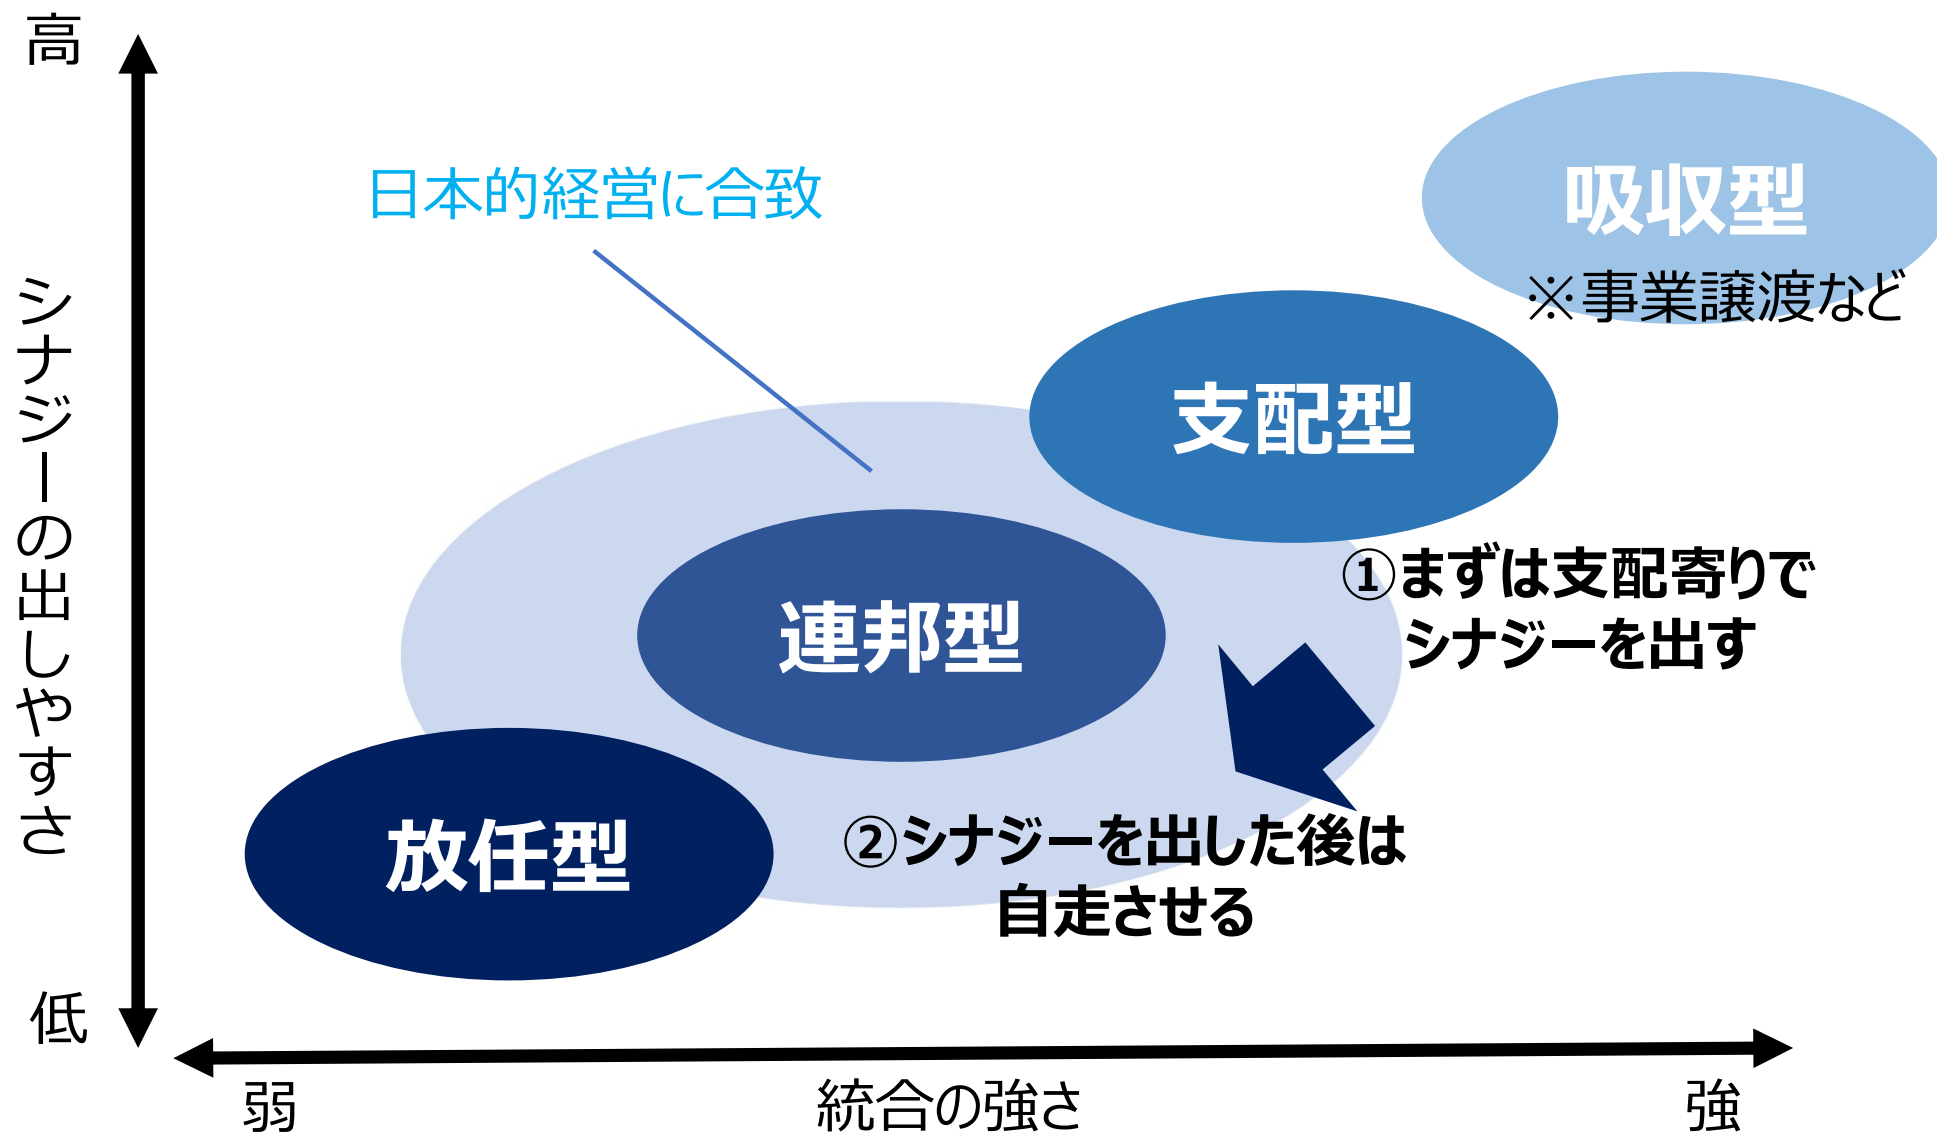 高
日本的経営に合致
吸収型
※事業譲渡など
シナジーの出しやすさ
支配型
①まずは支配寄りで
シナジーを出す
連邦型
放任型
②シナジーを出した後は
自走させる
低
弱
統合の強さ
強